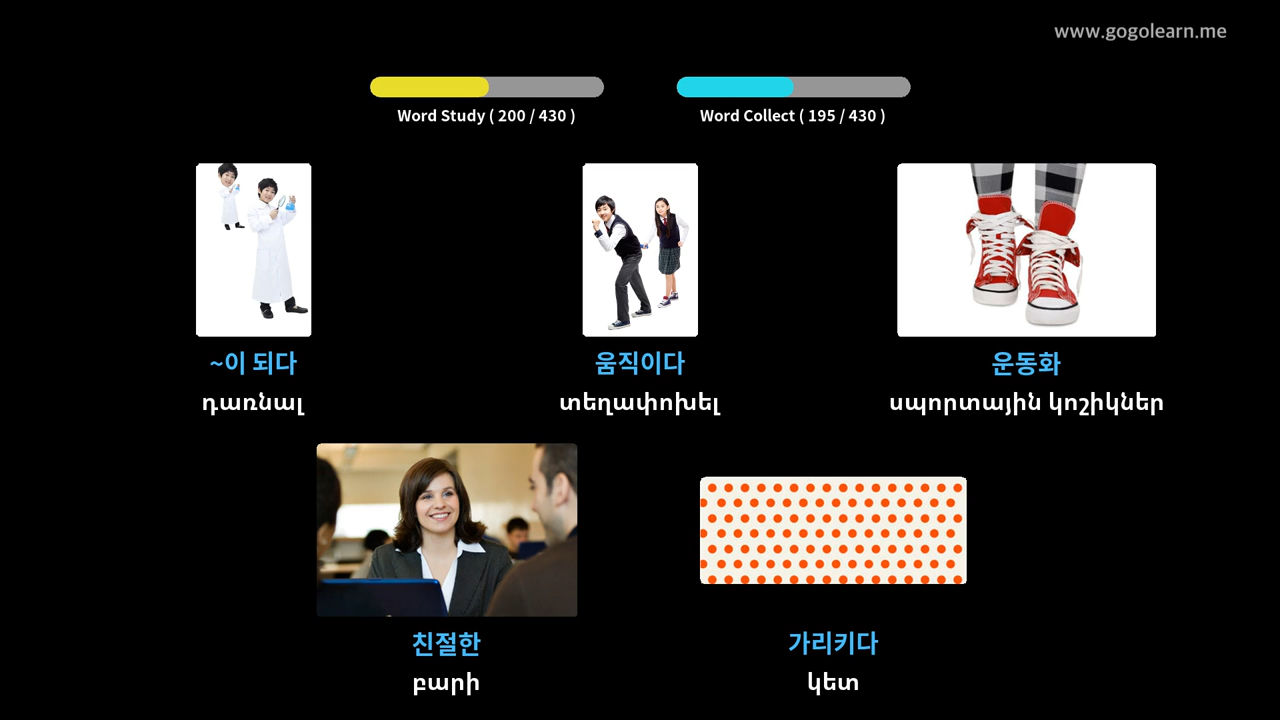 www.gogolearn.me
Word Study ( 200 / 430 )
Word Collect ( 195 / 430 )
~이 되다
դառնալ
움직이다
տեղափոխել
운동화
սպորտային կոշիկներ
친절한
բարի
가리키다
կետ